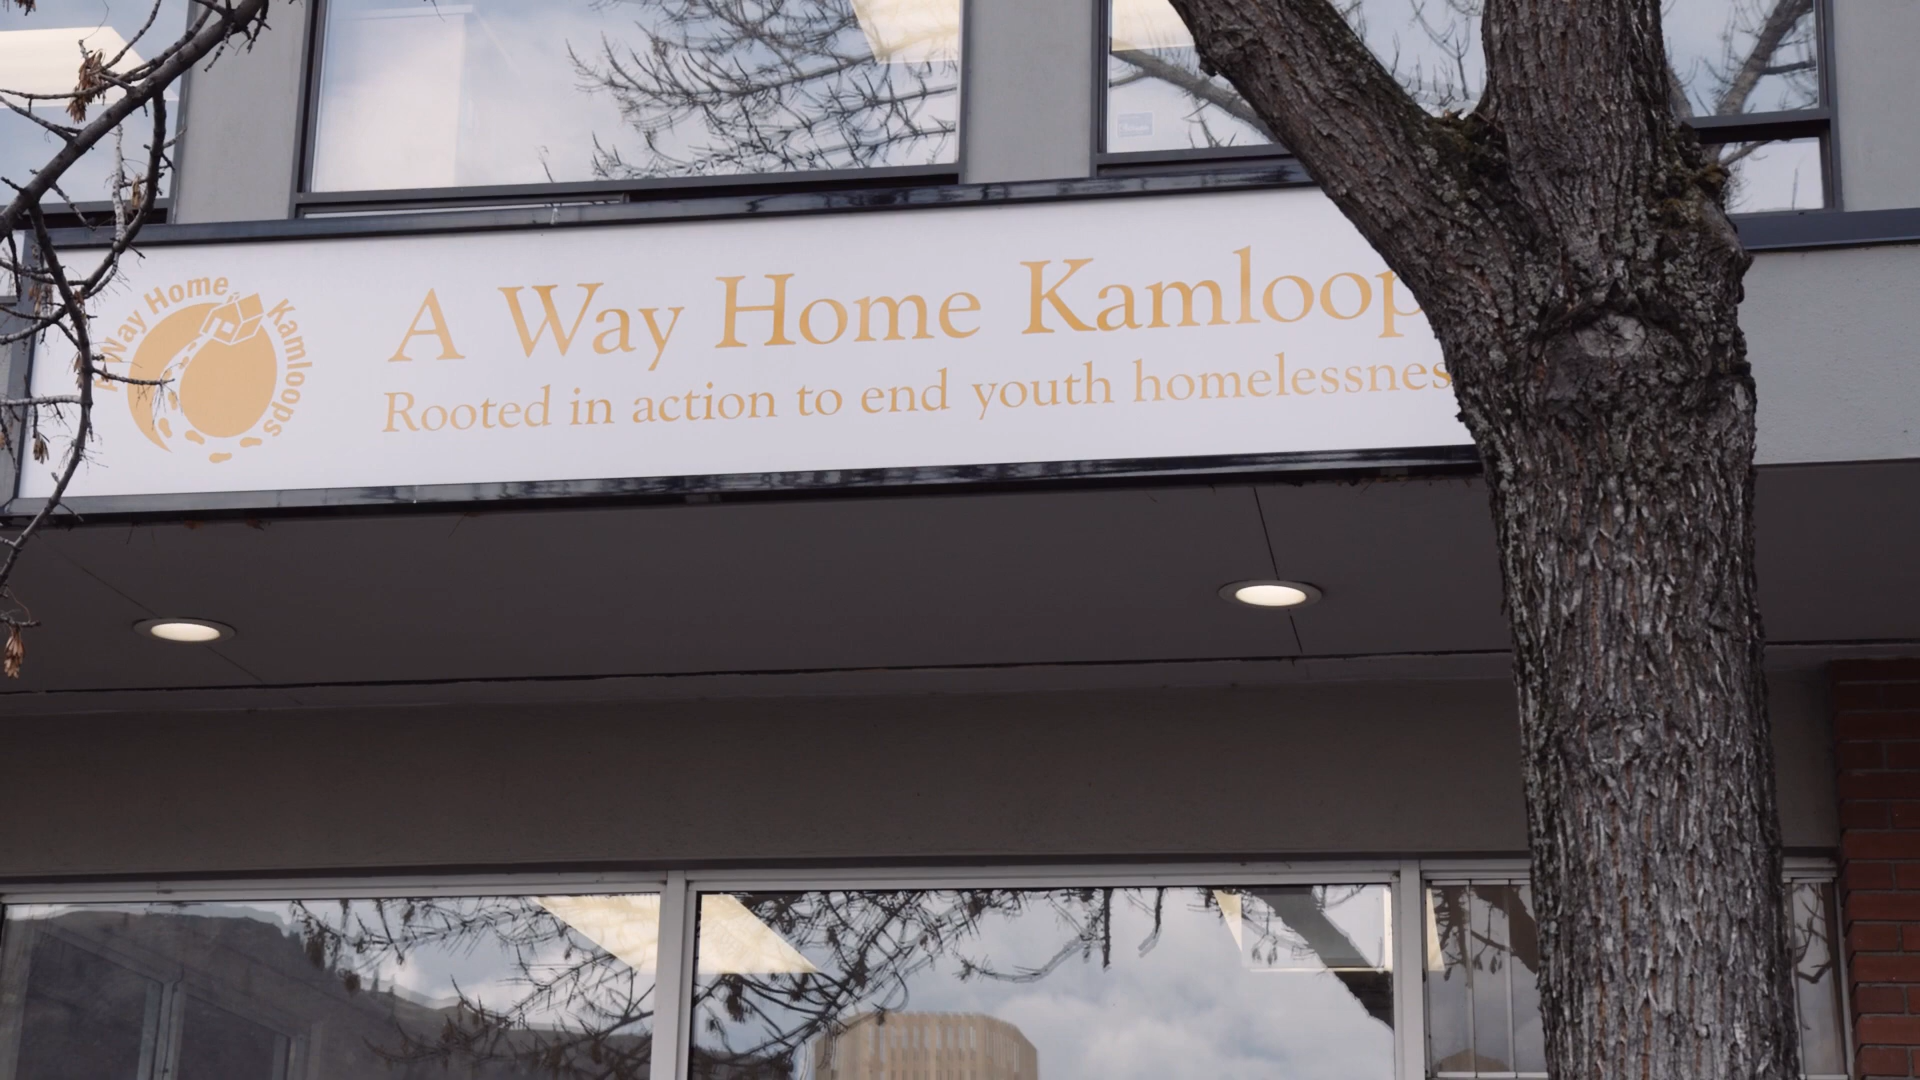 A Way Home Kamloops
A Way Home Kamloop
Rooted in action to end youth homelessnes